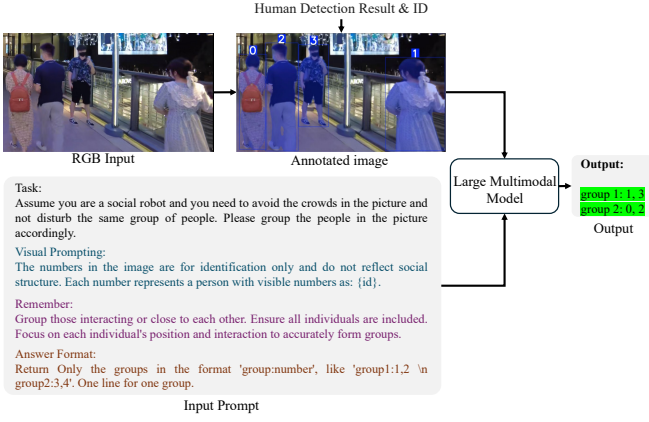 Human Detection Result & ID
0
2
3
1
RGB Input
Annotated image
Task:
Assume you are a social robot and you need to avoid the crowds in the picture and
not disturb the same group of people. Please group the people in the picture
accordingly.
Visual Prompting:
The numbers in the image are for identification only and do not reflect social
structure. Each number represents a person with visible numbers as: {id}.
Remember:
Group those interacting or close to each other. Ensure all individuals are included.
Focus on each individual's position and interaction to accurately form groups.
Answer Format:
Return Only the groups in the format 'group:number', like 'group1:1,2 \n
group2:3,4'. One line for one group.
Input Prompt
Large Multimodal
Model
Output:
group 1: 1, 3
group 2: 0, 2
Output